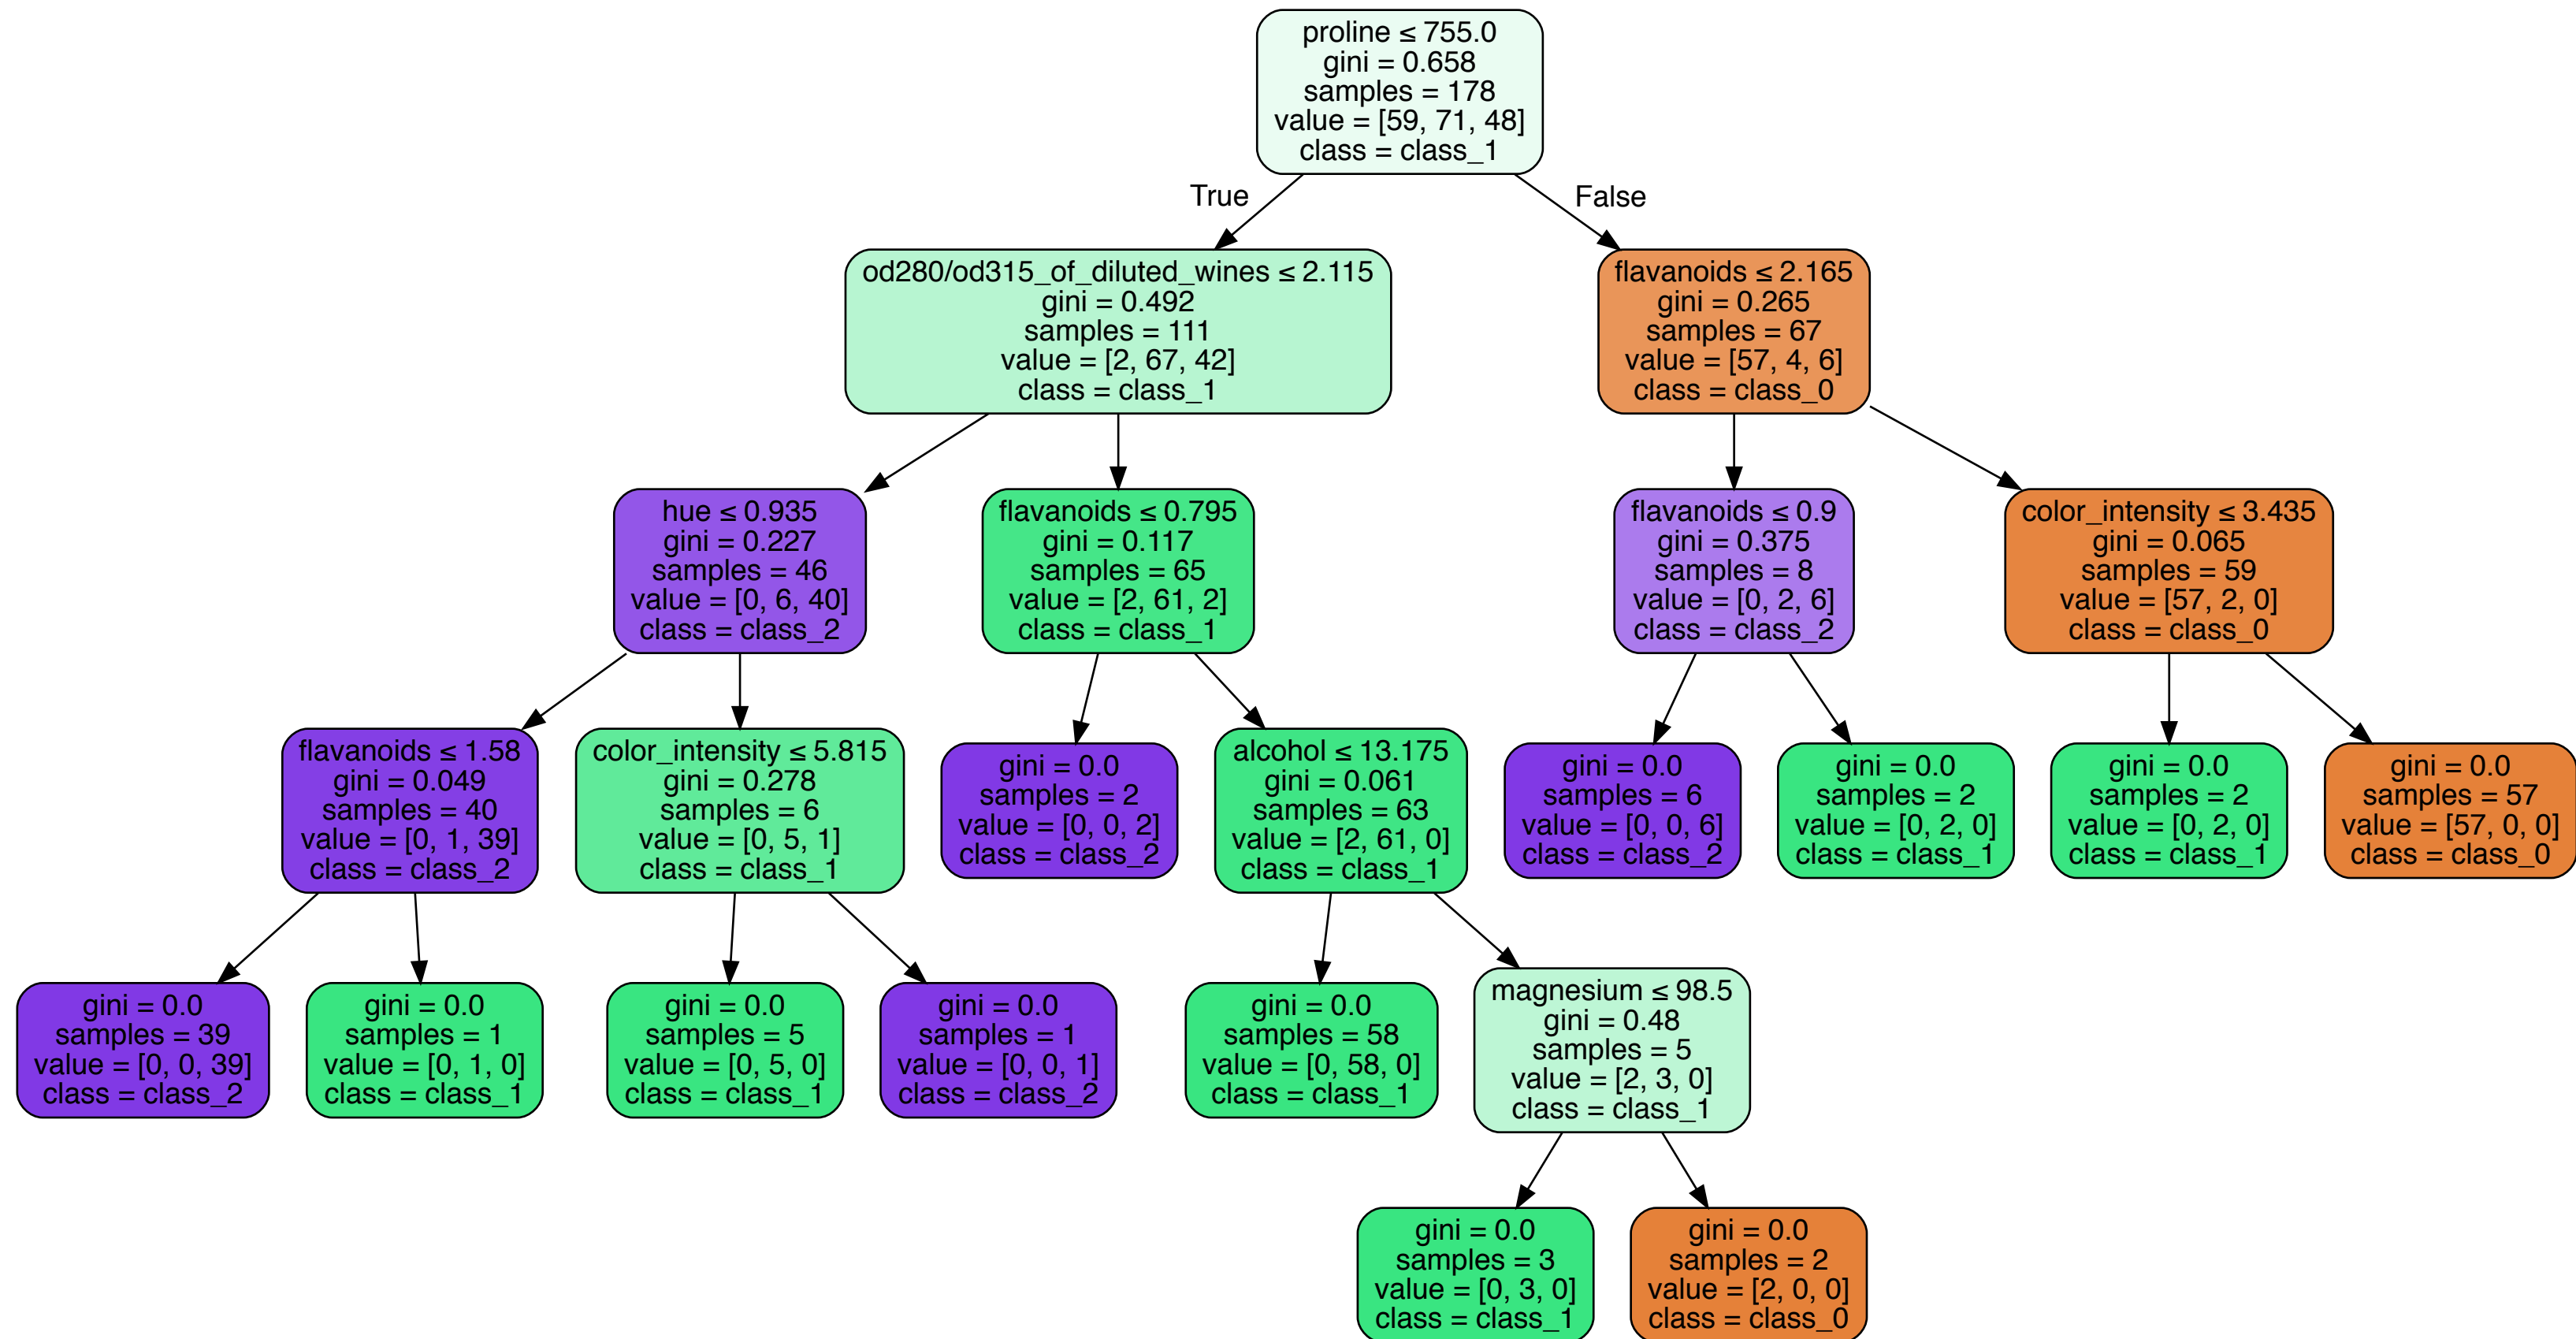 proline ≤ 755.0
gini = 0.658
samples = 178
value = [59, 71, 48]
class = class_1
True
False
od280/od315_of_diluted_wines ≤ 2.115
gini = 0.492
samples = 111
value = [2, 67, 42]
class = class_1
flavanoids ≤ 2.165
gini = 0.265
samples = 67
value = [57, 4, 6]
class = class_0
hue ≤ 0.935
gini = 0.227
samples = 46
value = [0, 6, 40]
class = class_2
flavanoids ≤ 0.795
gini = 0.117
samples = 65
value = [2, 61, 2]
class = class_1
flavanoids ≤ 0.9
gini = 0.375
samples = 8
value = [0, 2, 6]
class = class_2
color_intensity ≤ 3.435
gini = 0.065
samples = 59
value = [57, 2, 0]
class = class_0
flavanoids ≤ 1.58
gini = 0.049
samples = 40
value = [0, 1, 39]
class = class_2
color_intensity ≤ 5.815
gini = 0.278
samples = 6
value = [0, 5, 1]
class = class_1
gini = 0.0
samples = 2
value = [0, 0, 2]
class = class_2
alcohol ≤ 13.175
gini = 0.061
samples = 63
value = [2, 61, 0]
class = class_1
gini = 0.0
samples = 6
value = [0, 0, 6]
class = class_2
gini = 0.0
samples = 2
value = [0, 2, 0]
class = class_1
gini = 0.0
samples = 2
value = [0, 2, 0]
class = class_1
gini = 0.0
samples = 57
value = [57, 0, 0]
class = class_0
gini = 0.0
samples = 39
value = [0, 0, 39]
class = class_2
gini = 0.0
samples = 1
value = [0, 1, 0]
class = class_1
gini = 0.0
samples = 5
value = [0, 5, 0]
class = class_1
gini = 0.0
samples = 1
value = [0, 0, 1]
class = class_2
gini = 0.0
samples = 58
value = [0, 58, 0]
class = class_1
magnesium ≤ 98.5
gini = 0.48
samples = 5
value = [2, 3, 0]
class = class_1
gini = 0.0
samples = 3
value = [0, 3, 0]
class = class_1
gini = 0.0
samples = 2
value = [2, 0, 0]
class = class_0